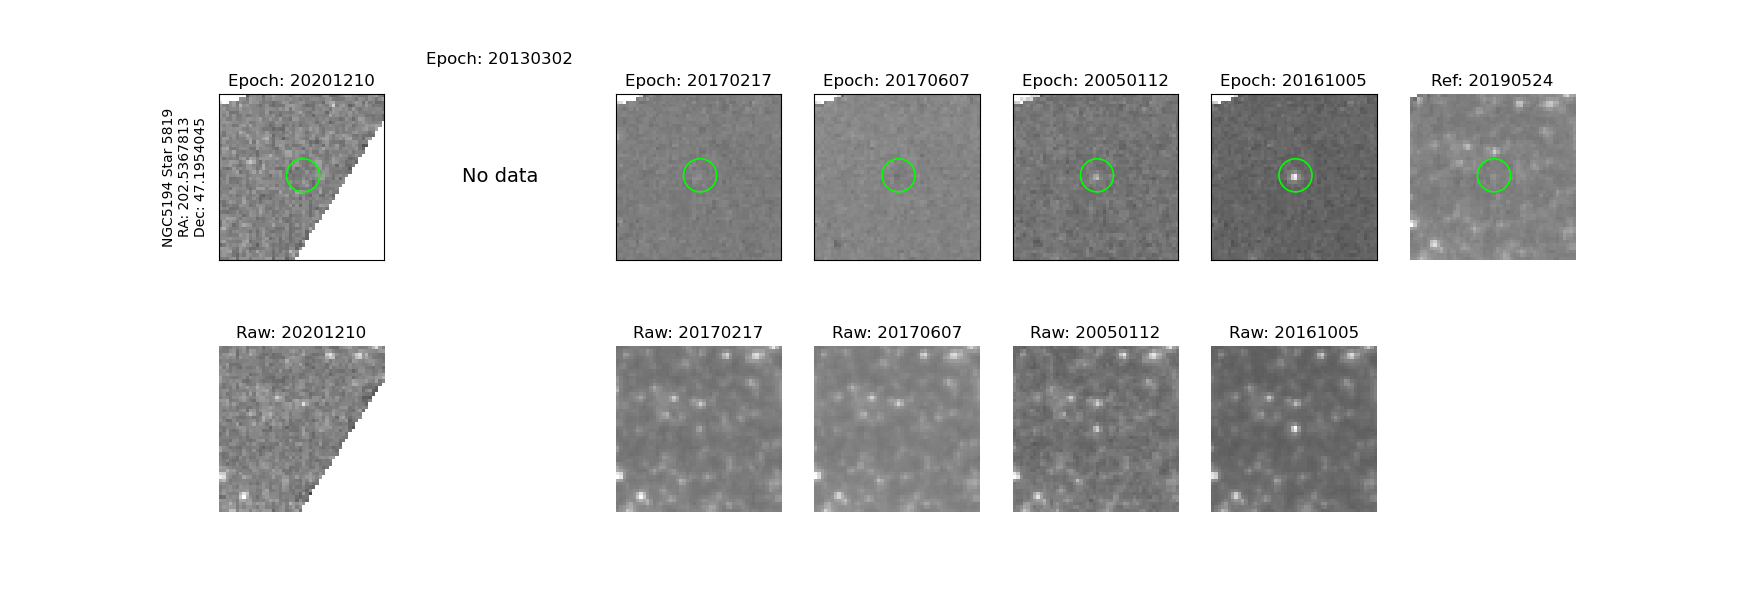 Epoch: 20130302
Epoch: 20201210
Epoch: 20170217
Epoch: 20170607
Epoch: 20050112
Epoch: 20161005
Ref: 20190524
NGC5194 Star 5819
RA: 202.5367813
Dec: 47.1954045
No data
Raw: 20201210
Raw: 20170217
Raw: 20170607
Raw: 20050112
Raw: 20161005